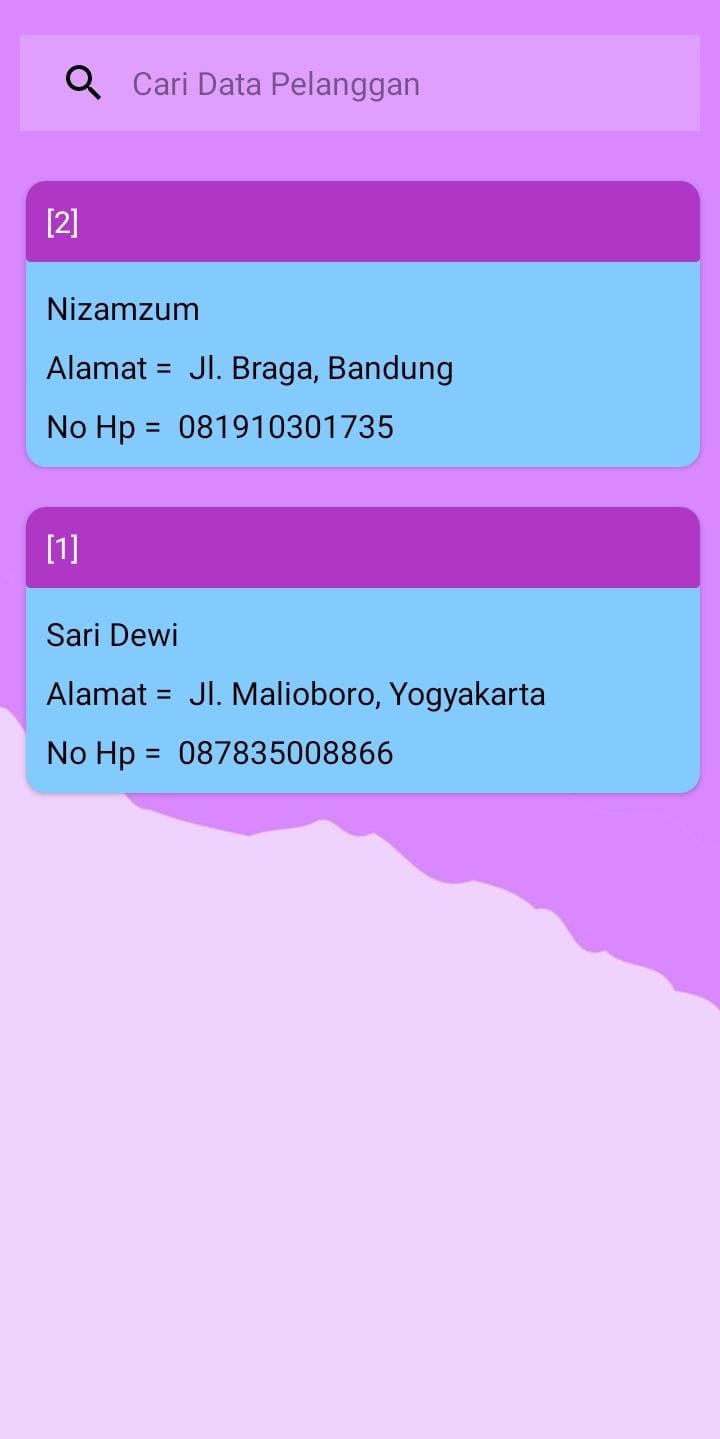 Cari Data Pelanggan
[2]
Nizamzum
Alamat = Jl. Braga, Bandung
No Hp = 081910301735
[1]
Sari Dewi
Alamat = Jl. Malioboro, Yogyakarta
No Hp = 087835008866